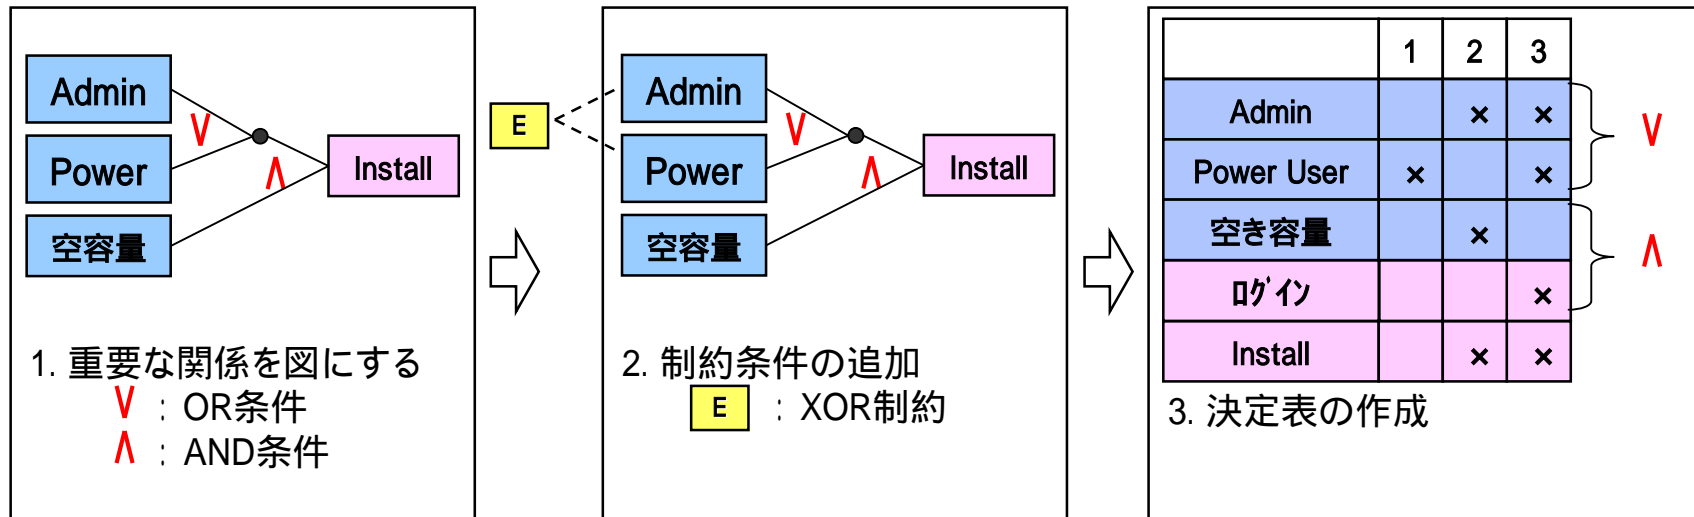 Admin
Power
空容量
V
Λ
Install
1. 重要な関係を図にする
V : OR条件
Λ : AND条件
E
Admin
Power
空容量
V
Λ
Install
2. 制約条件の追加
E : XOR制約
1 2 3
Admin × ×
Power User × ×
空き容量 ×
ﾛｸﾞｲﾝ ×
Install × ×
V
Λ
3. 決定表の作成